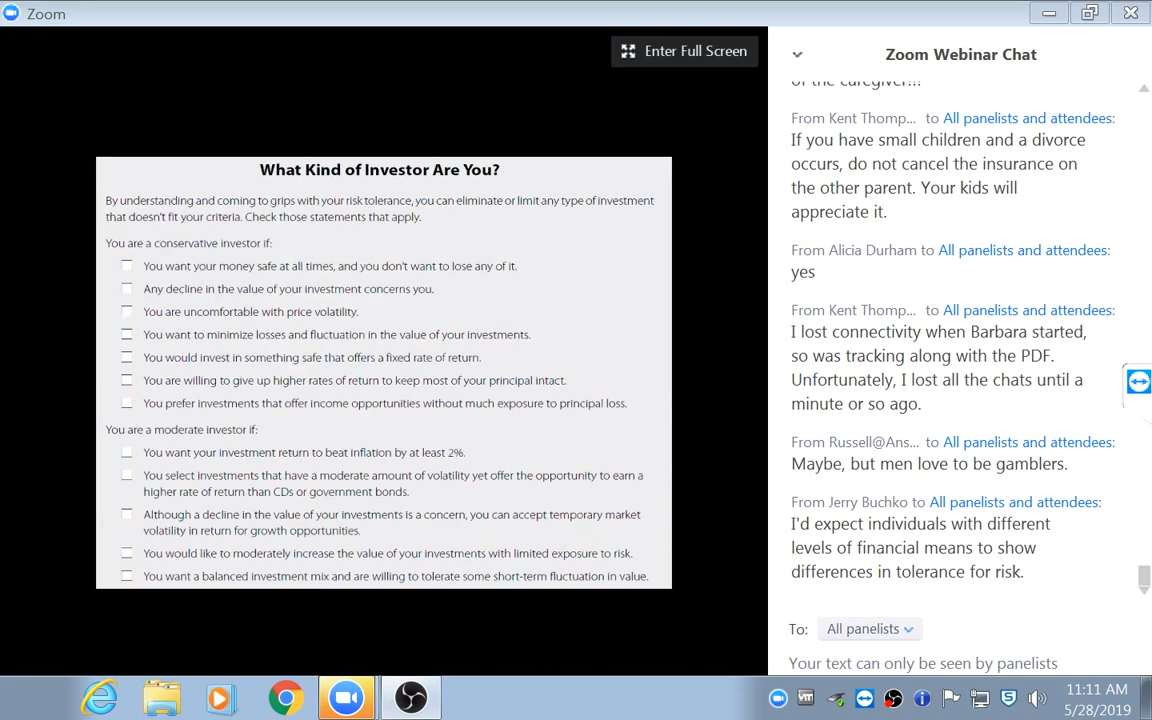 Zoom
Enter Full Screen
What Kind of Investor Are You?
By understanding and coming to grips with your risk tolerance, you can eliminate or limit any type of investment
that doesn't fit your criteria. Check those statements that apply.
You are a conservative investor if:
You want your money safe at all times, and you don't want to lose any of it.
Any decline in the value of your investment concerns you.
You are uncomfortable with price volatility.
You want to minimize losses and fluctuation in the value of your investments.
You would invest in something safe that offers a fixed rate of return.
You are willing to give up higher rates of return to keep most of your principal intact.
You prefer investments that offer income opportunities without much exposure to principal loss.
You are a moderate investor if:
You want your investment return to beat inflation by at least 2%.
You select investments that have a moderate amount of volatility yet offer the opportunity to earn a
higher rate of return than CDs or government bonds.
Although a decline in the value of your investments is a concern, you can accept temporary market
volatility in return for growth opportunities.
You would like to moderately increase the value of your investments with limited exposure to risk.
You want a balanced investment mix and are willing to tolerate some short-term fluctuation in value.
Zoom Webinar Chat
of the caregiver!!!
From Kent Thomp... to All panelists and attendees:
If you have small children and a divorce
occurs, do not cancel the insurance on
the other parent. Your kids will
appreciate it.
From Alicia Durham to All panelists and attendees:
yes
From Kent Thomp... to All panelists and attendees:
I lost connectivity when Barbara started,
so was tracking along with the PDF.
Unfortunately, I lost all the chats until a
minute or so ago.
From Russell@Ans... to All panelists and attendees:
Maybe, but men love to be gamblers.
From Jerry Buchko to All panelists and attendees:
I'd expect individuals with different
levels of financial means to show
differences in tolerance for risk.
To: All panelists
Your text can only be seen by panelists
11:11 AM
5/28/2019